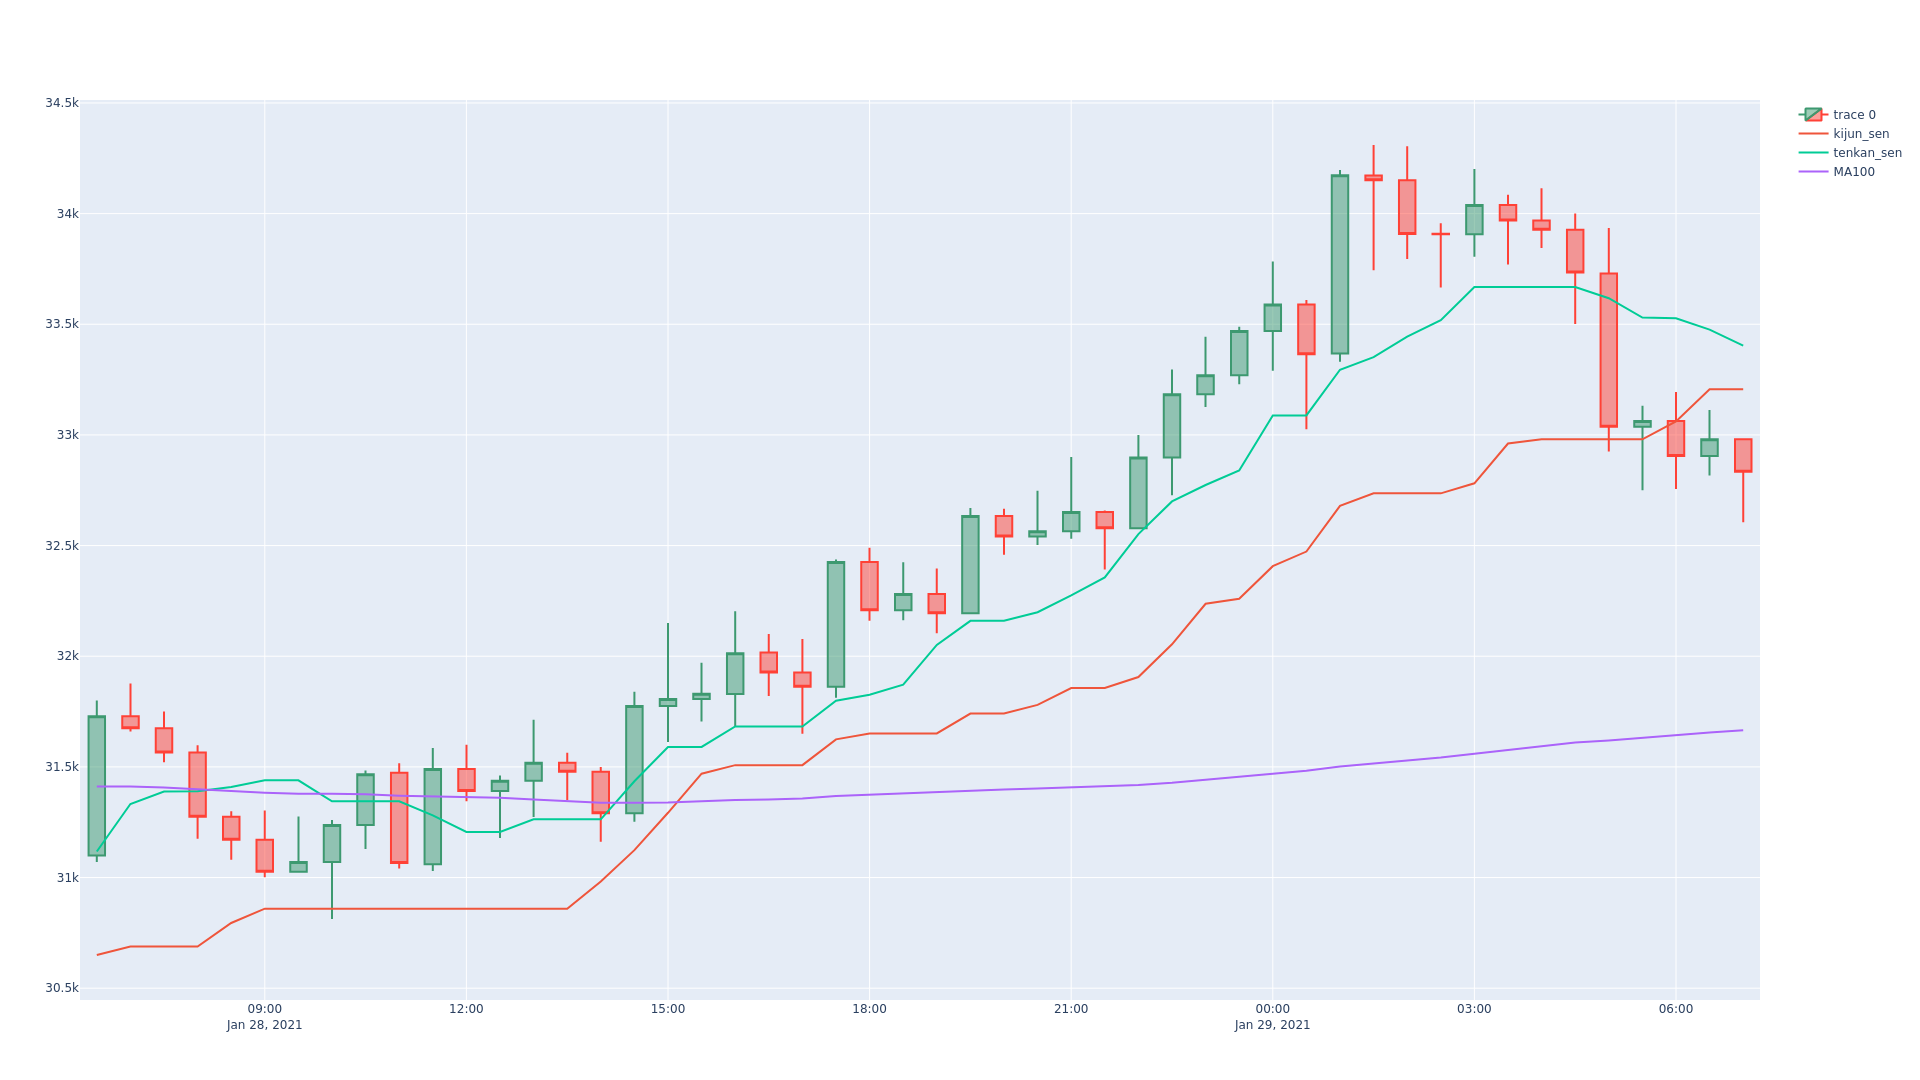 34.5k
34k
33.5k
33k
32.5k
32k
31.5k
31k
30.5k
09:00
Jan 28, 2021
12:00
15:00
18:00
21:00
00:00
Jan 29, 2021
03:00
06:00
trace 0
kijun_sen
tenkan_sen
MA100